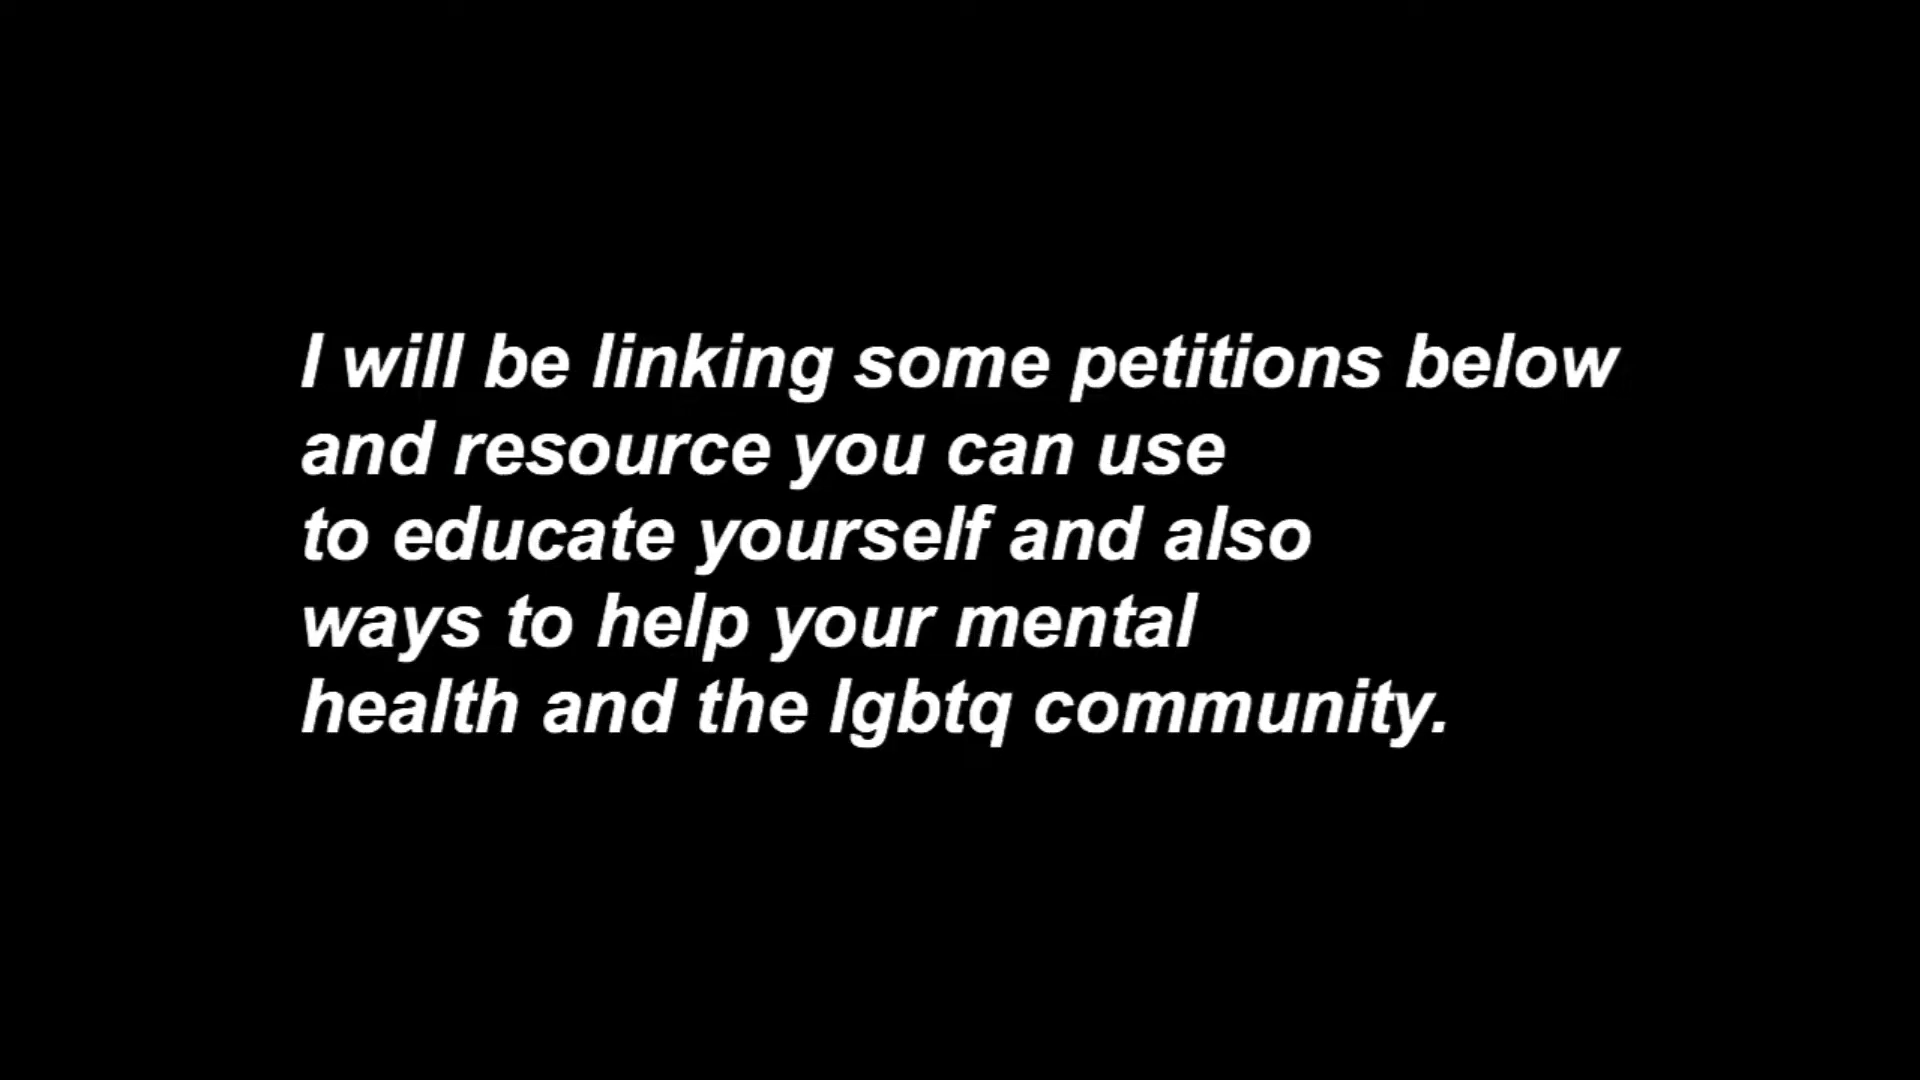 I will be linking some petitions below
and resource you can use
to educate yourself and also
ways to help your mental
health and the lgbtq community.